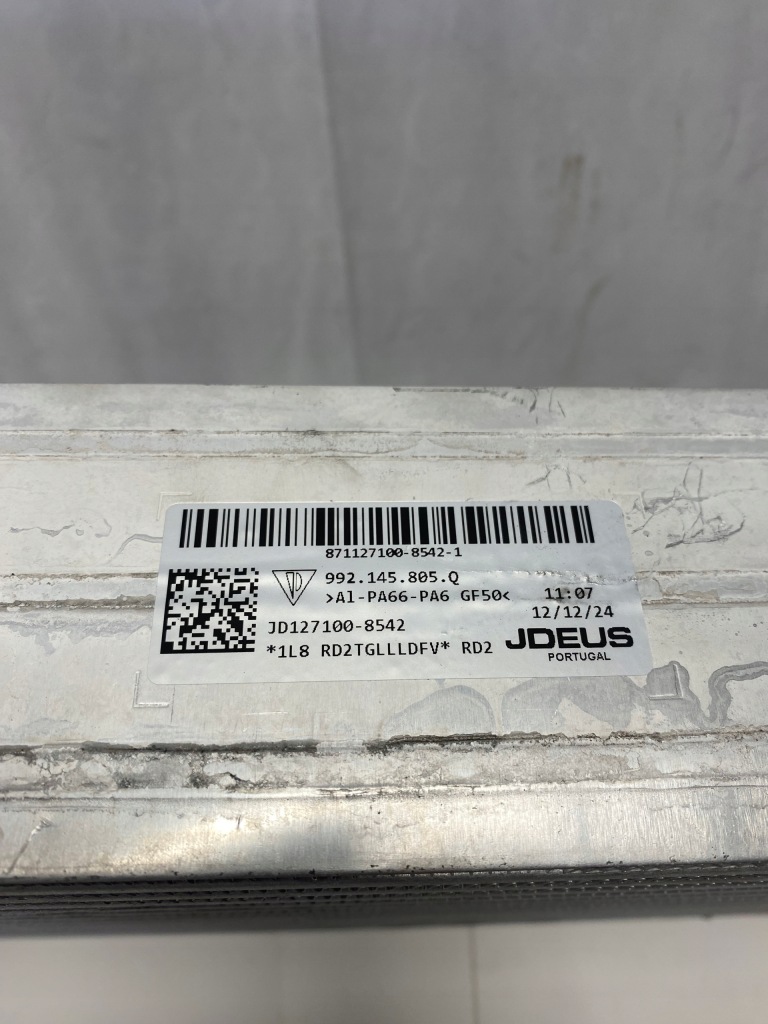 871127100-8542-1
992.145.805.Q
>Al-PA66-PA6 GF50<
11:07
12/12/24
JD127100-8542
*1L8 RD2TGLLLDFV* RD2
JDEUS
PORTUGAL